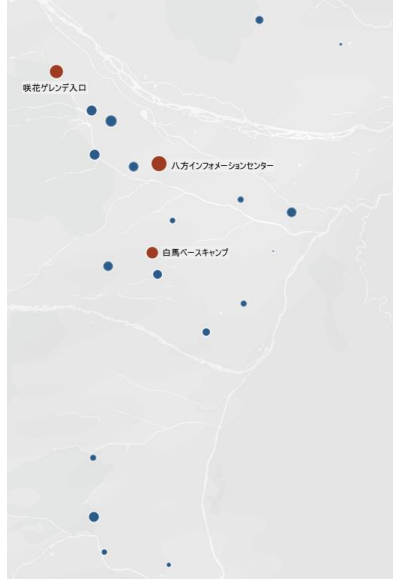 咲花ゲレンデ入口
八方インフォメーションセンター
白馬ベースキャンプ